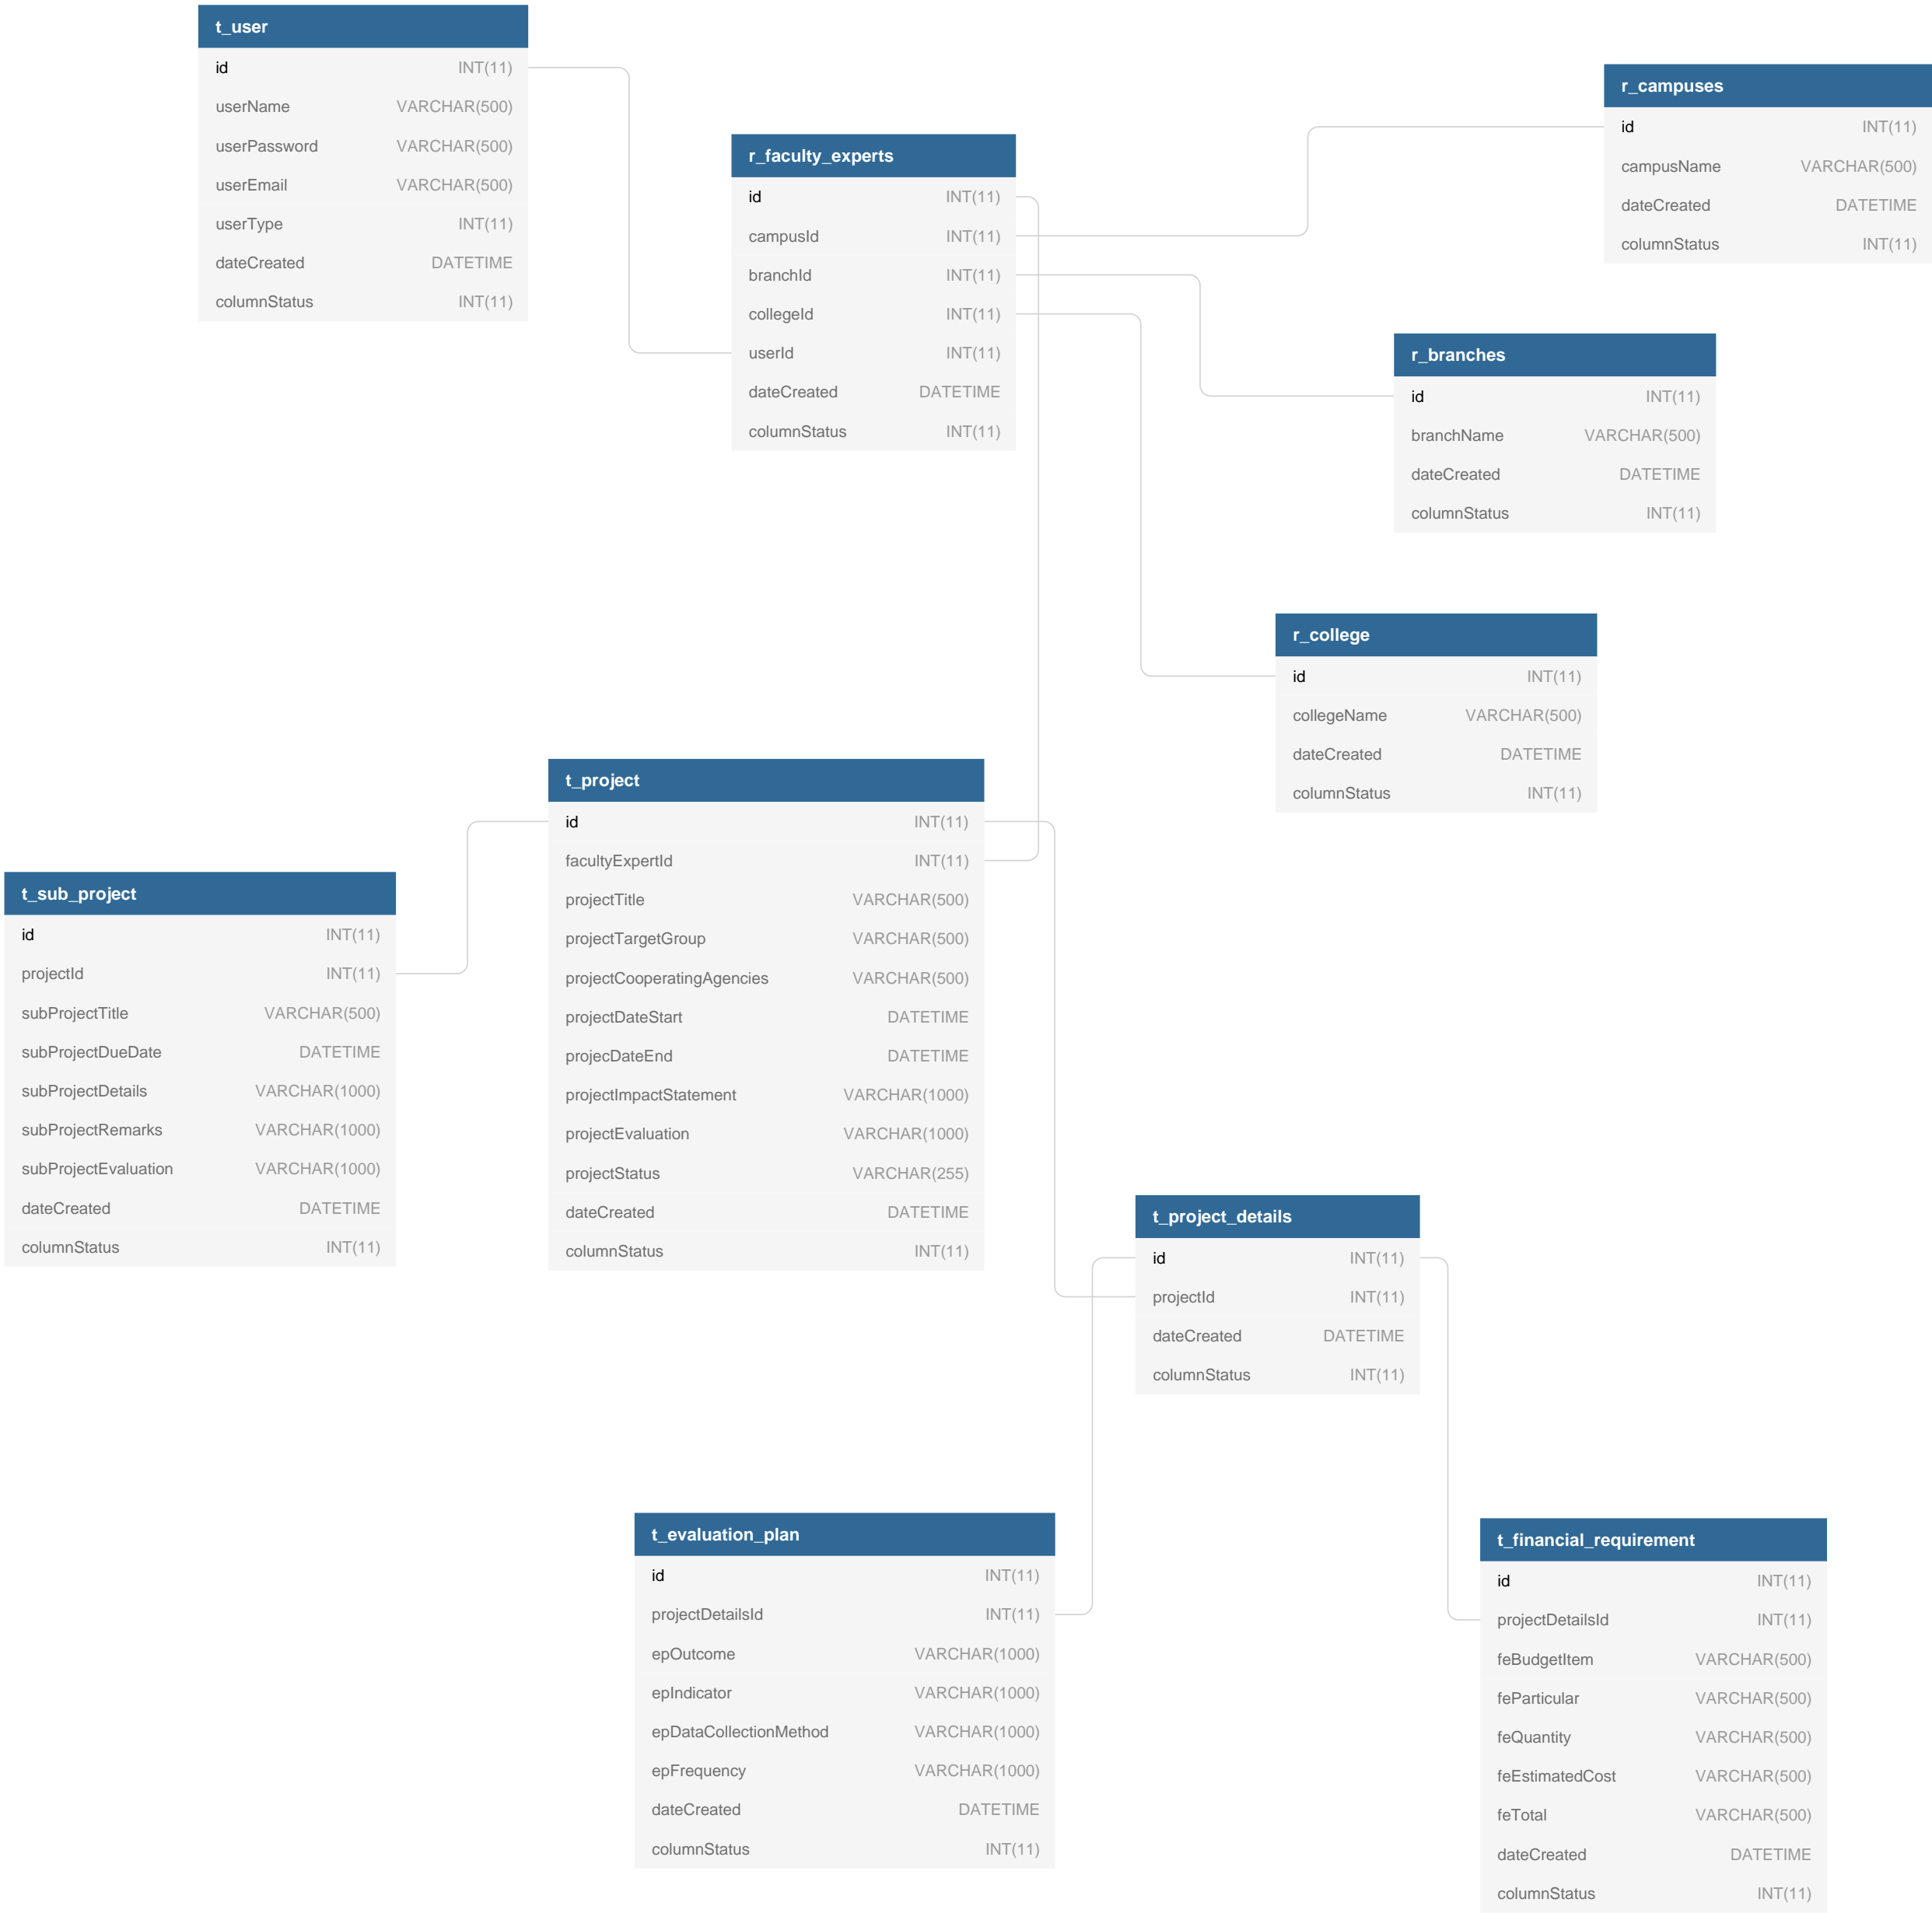 t_user
id INT(11)
userName VARCHAR(500)
userPassword VARCHAR(500)
userEmail VARCHAR(500)
userType INT(11)
dateCreated DATETIME
columnStatus INT(11)
r_faculty_experts
id INT(11)
campusId INT(11)
branchId INT(11)
collegeId INT(11)
userId INT(11)
dateCreated DATETIME
columnStatus INT(11)
r_campuses
id INT(11)
campusName VARCHAR(500)
dateCreated DATETIME
columnStatus INT(11)
r_branches
id INT(11)
branchName VARCHAR(500)
dateCreated DATETIME
columnStatus INT(11)
r_college
id INT(11)
collegeName VARCHAR(500)
dateCreated DATETIME
columnStatus INT(11)
t_project
id INT(11)
facultyExpertId INT(11)
projectTitle VARCHAR(500)
projectTargetGroup VARCHAR(500)
projectCooperatingAgencies VARCHAR(500)
projectDateStart DATETIME
projecDateEnd DATETIME
projectImpactStatement VARCHAR(1000)
projectEvaluation VARCHAR(1000)
projectStatus VARCHAR(255)
dateCreated DATETIME
columnStatus INT(11)
t_sub_project
id INT(11)
projectId INT(11)
subProjectTitle VARCHAR(500)
subProjectDueDate DATETIME
subProjectDetails VARCHAR(1000)
subProjectRemarks VARCHAR(1000)
subProjectEvaluation VARCHAR(1000)
dateCreated DATETIME
columnStatus INT(11)
t_project_details
id INT(11)
projectId INT(11)
dateCreated DATETIME
columnStatus INT(11)
t_evaluation_plan
id INT(11)
projectDetailsId INT(11)
epOutcome VARCHAR(1000)
epIndicator VARCHAR(1000)
epDataCollectionMethod VARCHAR(1000)
epFrequency VARCHAR(1000)
dateCreated DATETIME
columnStatus INT(11)
t_financial_requirement
id INT(11)
projectDetailsId INT(11)
feBudgetItem VARCHAR(500)
feParticular VARCHAR(500)
feQuantity VARCHAR(500)
feEstimatedCost VARCHAR(500)
feTotal VARCHAR(500)
dateCreated DATETIME
columnStatus INT(11)